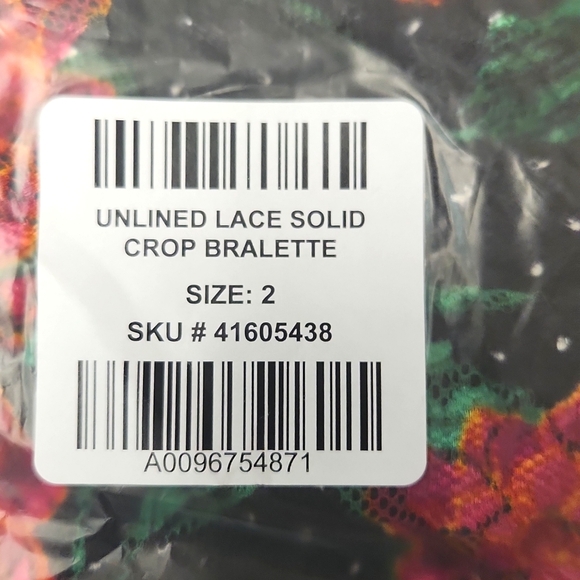 UNLINED LACE SOLID
CROP BRALETTE
SIZE: 2
SKU # 41605438
A0096754871